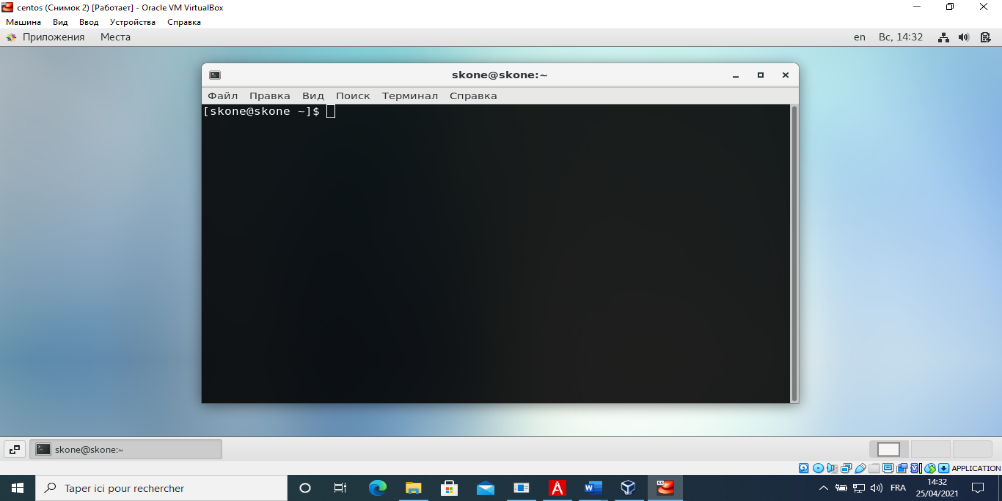 centos (Снимок 2) [Работает] - Oracle VM VirtualBox
Машина Вид Ввод Устройства Справка
Приложения Места en Вс, 14:32
skone@skone:~
Файл Правка Вид Поиск Терминал Справка
[skone@skone ~]$
skone@skone:~
APPLICATION
Taper ici pour rechercher
FRA
14:32
25/04/2021